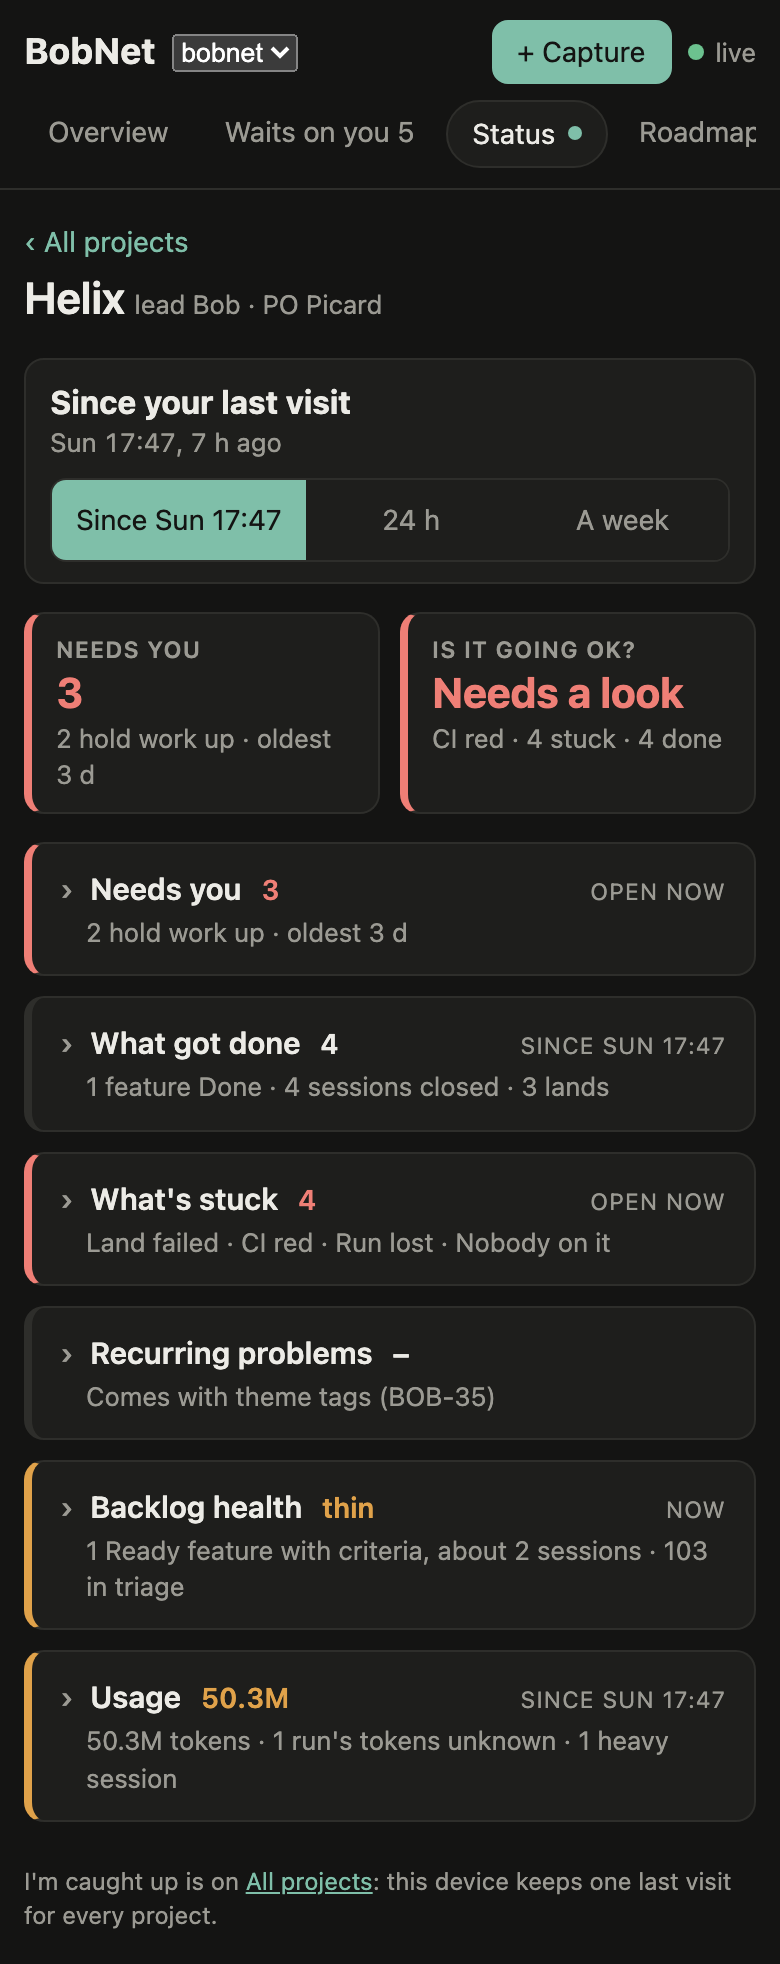 BobNet bobnet + Capture live
Overview Waits on you 5 Status Roadmap
‹ All projects
Helix lead Bob · PO Picard
Since your last visit
Sun 17:47, 7 h ago
Since Sun 17:47 24 h A week
NEEDS YOU
3
2 hold work up · oldest
3 d
IS IT GOING OK?
Needs a look
CI red · 4 stuck · 4 done
› Needs you 3 OPEN NOW
2 hold work up · oldest 3 d
› What got done 4 SINCE SUN 17:47
1 feature Done · 4 sessions closed · 3 lands
› What's stuck 4 OPEN NOW
Land failed · CI red · Run lost · Nobody on it
› Recurring problems –
Comes with theme tags (BOB-35)
› Backlog health thin NOW
1 Ready feature with criteria, about 2 sessions · 103
in triage
› Usage 50.3M SINCE SUN 17:47
50.3M tokens · 1 run's tokens unknown · 1 heavy
session
I'm caught up is on All projects: this device keeps one last visit
for every project.